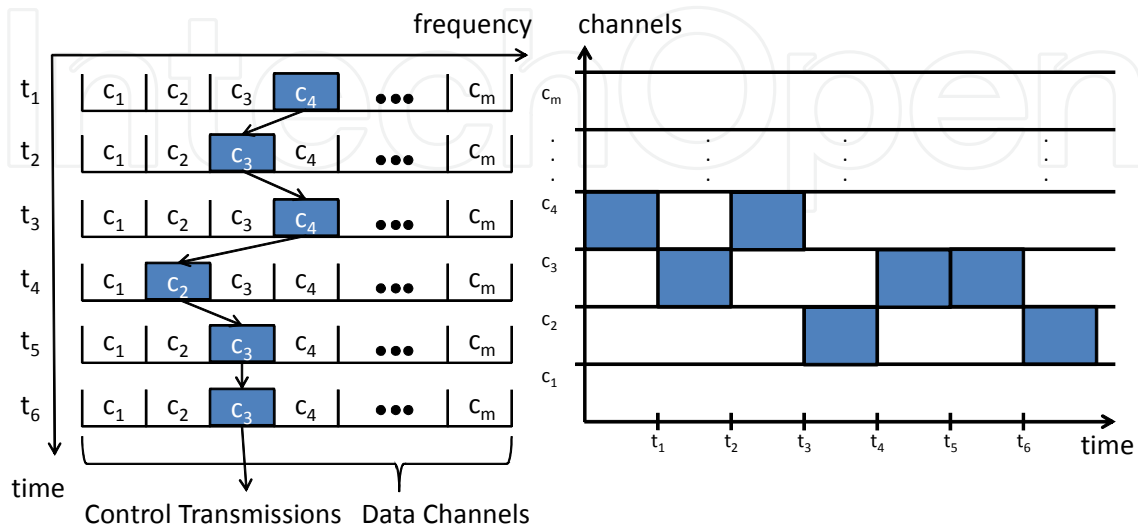 frequency
t1 c1 c2 c3 c4 ●●● cm
t2 c1 c2 c3 c4 ●●● cm
t3 c1 c2 c3 c4 ●●● cm
t4 c1 c2 c3 c4 ●●● cm
t5 c1 c2 c3 c4 ●●● cm
t6 c1 c2 c3 c4 ●●● cm
time
Control Transmissions Data Channels
channels
cm
c4
c3
c2
c1
t1 t2 t3 t4 t5 t6 time
IntechOpen